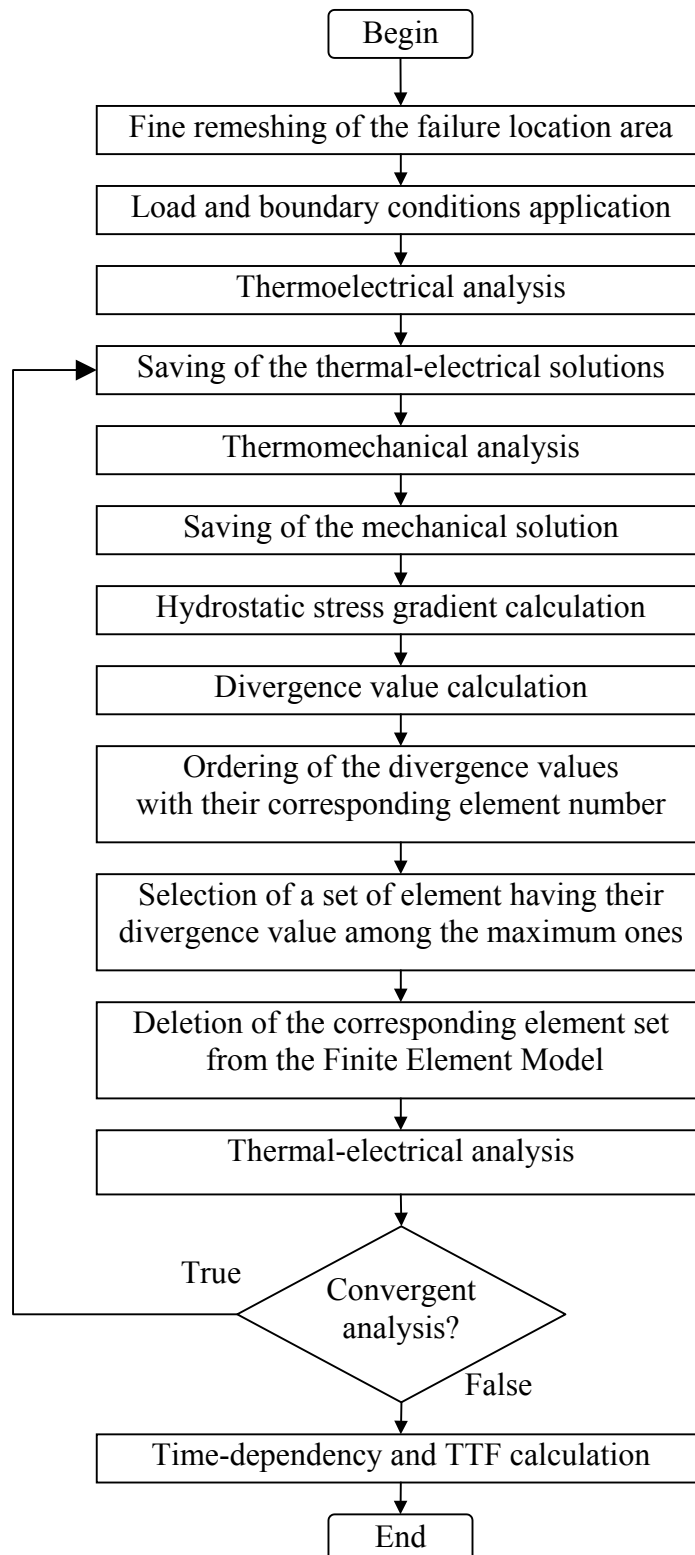 Begin
Fine remeshing of the failure location area
Load and boundary conditions application
Thermoelectrical analysis
Saving of the thermal-electrical solutions
Thermomechanical analysis
Saving of the mechanical solution
Hydrostatic stress gradient calculation
Divergence value calculation
Ordering of the divergence values
with their corresponding element number
Selection of a set of element having their
divergence value among the maximum ones
Deletion of the corresponding element set
from the Finite Element Model
Thermal-electrical analysis
True
Convergent
analysis?
False
Time-dependency and TTF calculation
End